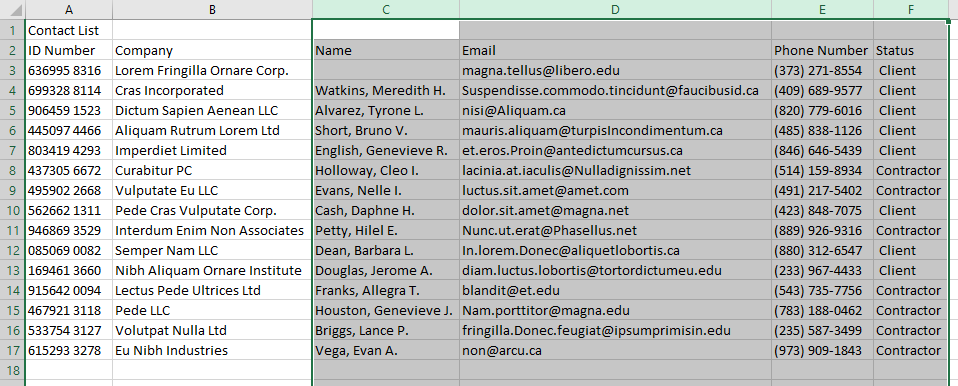 A B C D E F
1 Contact List
2 ID Number Company Name Email Phone Number Status
3 636995 8316 Lorem Fringilla Ornare Corp. magna.tellus@libero.edu (373) 271-8554 Client
4 699328 8114 Cras Incorporated Watkins, Meredith H. Suspendisse.commodo.tincidunt@faucibusid.ca (409) 689-9577 Client
5 906459 1523 Dictum Sapien Aenean LLC Alvarez, Tyrone L. nisi@Aliquam.ca (820) 779-6016 Client
6 445097 4466 Aliquam Rutrum Lorem Ltd Short, Bruno V. mauris.aliquam@turpisIncondimentum.ca (485) 838-1126 Client
7 803419 4293 Imperdiet Limited English, Genevieve R. et.eros.Proin@antedictumcursus.ca (846) 646-5439 Client
8 437305 6672 Curabitur PC Holloway, Cleo I. lacinia.at.iaculis@Nulladignissim.net (514) 159-8934 Contractor
9 495902 2668 Vulputate Eu LLC Evans, Nelle I. luctus.sit.amet@amet.com (491) 217-5402 Contractor
10 562662 1311 Pede Cras Vulputate Corp. Cash, Daphne H. dolor.sit.amet@magna.net (423) 848-7075 Client
11 946869 3529 Interdum Enim Non Associates Petty, Hilel E. Nunc.ut.erat@Phasellus.net (889) 926-9316 Contractor
12 085069 0082 Semper Nam LLC Dean, Barbara L. In.lorem.Donec@aliquetlobortis.ca (880) 312-6547 Client
13 169461 3660 Nibh Aliquam Ornare Institute Douglas, Jerome A. diam.luctus.lobortis@tortordictumeu.edu (233) 967-4433 Client
14 915642 0094 Lectus Pede Ultrices Ltd Franks, Allegra T. blandit@et.edu (543) 735-7756 Contractor
15 467921 3118 Pede LLC Houston, Genevieve J. Nam.porttitor@magna.edu (783) 188-0462 Contractor
16 533754 3127 Volutpat Nulla Ltd Briggs, Lance P. fringilla.Donec.feugiat@ipsumprimisin.edu (235) 587-3499 Contractor
17 615293 3278 Eu Nibh Industries Vega, Evan A. non@arcu.ca (973) 909-1843 Contractor
18